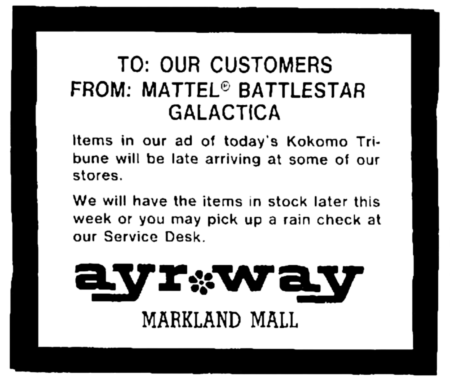 TO: OUR CUSTOMERS
FROM: MATTEL® BATTLESTAR
GALACTICA
Items in our ad of today's Kokomo Tri-
bune will be late arriving at some of our
stores.
We will have the items in stock later this
week or you may pick up a rain check at
our Service Desk.
ayr-way
MARKLAND MALL